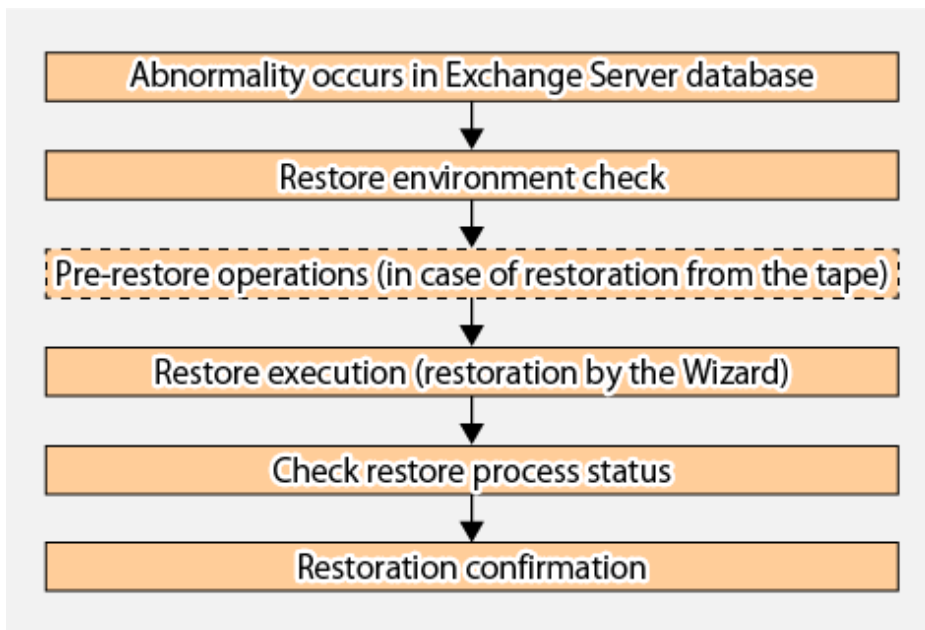 Abnormality occurs in Exchange Server database
Restore environment check
Pre-restore operations (in case of restoration from the tape)
Restore execution (restoration by the Wizard)
Check restore process status
Restoration confirmation